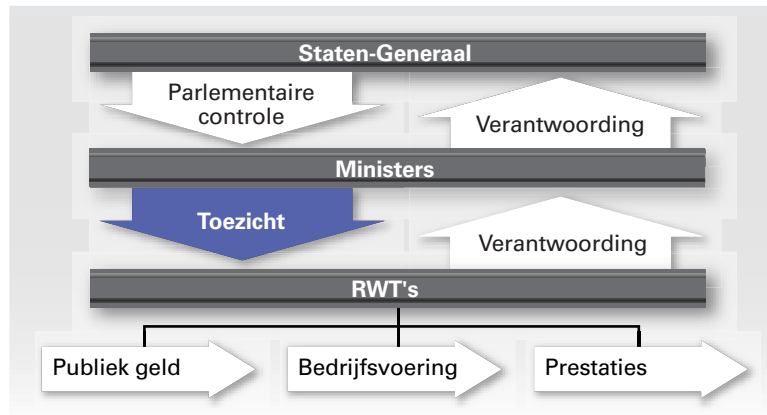 Staten-Generaal
Parlementaire
controle
Verantwoording
Ministers
Toezicht
Verantwoording
RWT's
Publiek geld
Bedrijfsvoering
Prestaties